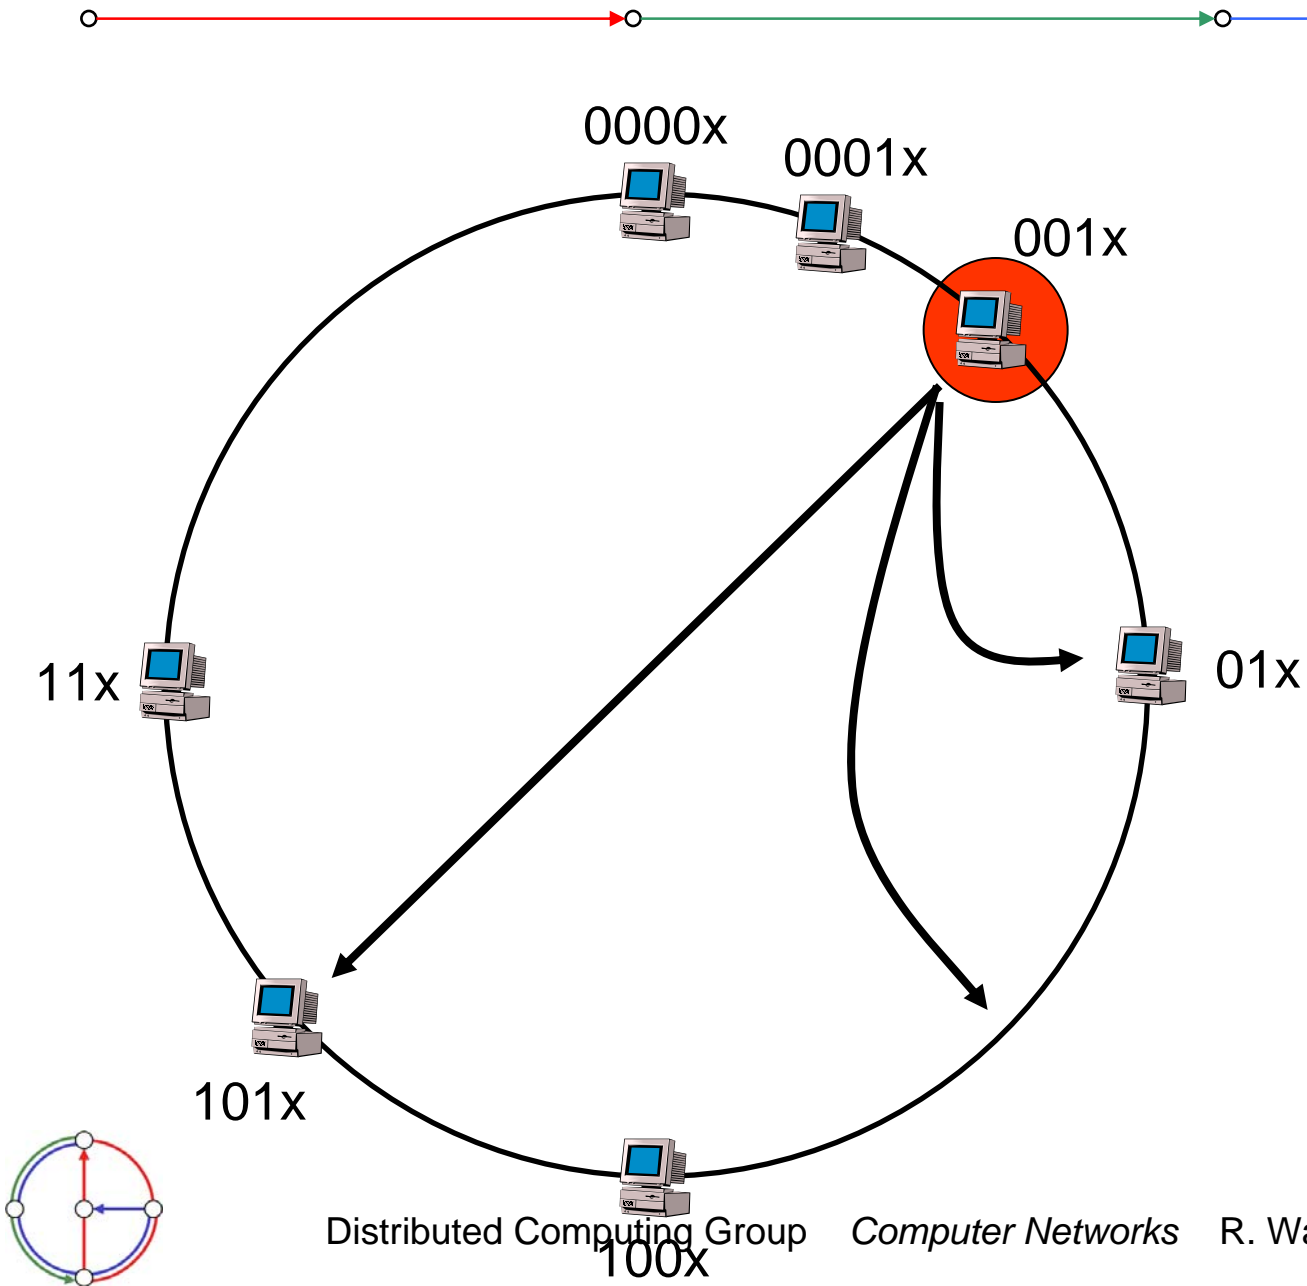 0000x
0001x
001x
11x
01x
101x
Distributed Computing Group Computer Networks R.
100x